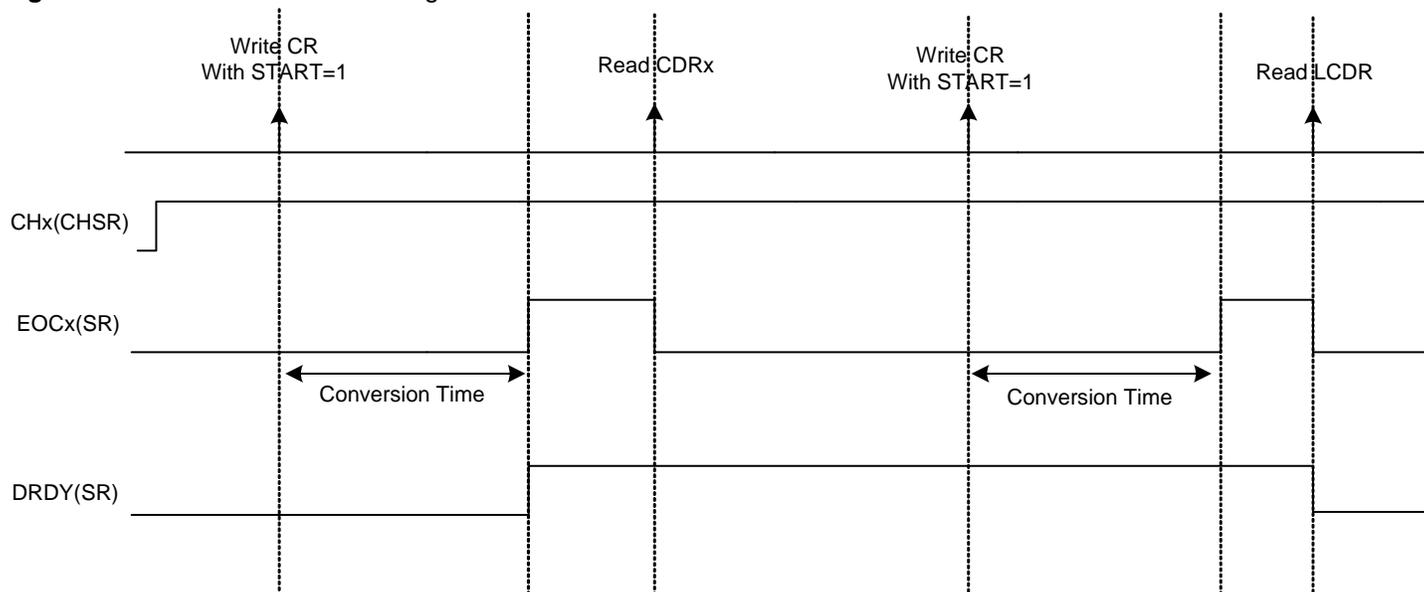 Write CR
With START=1
Read CDRx
Write CR
With START=1
Read LCDR
CHx(CHSR)
EOCx(SR)
Conversion Time
Conversion Time
DRDY(SR)